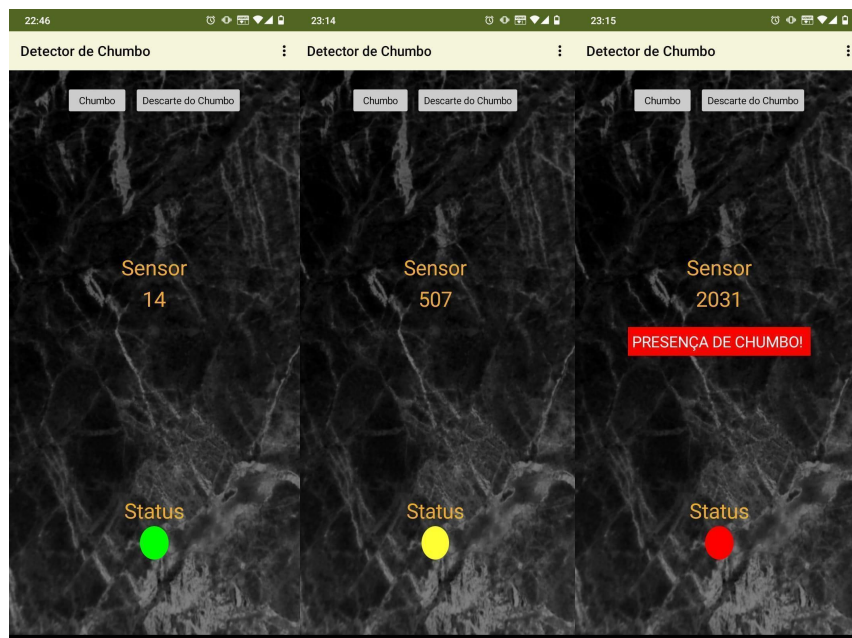 22:46
Detector de Chumbo
Chumbo
Descarte do Chumbo
Sensor
14
Status
23:14
Detector de Chumbo
Chumbo
Descarte do Chumbo
Sensor
507
Status
23:15
Detector de Chumbo
Chumbo
Descarte do Chumbo
Sensor
2031
PRESENÇA DE CHUMBO!
Status